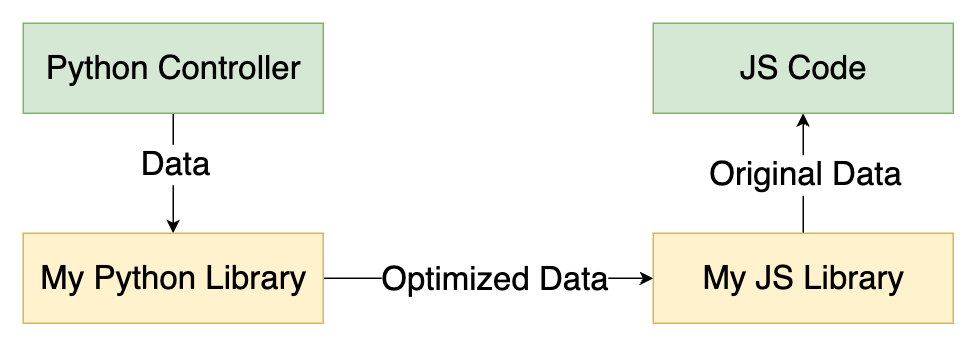 Python Controller
JS Code
Data
Original Data
My Python Library
Optimized Data
My JS Library